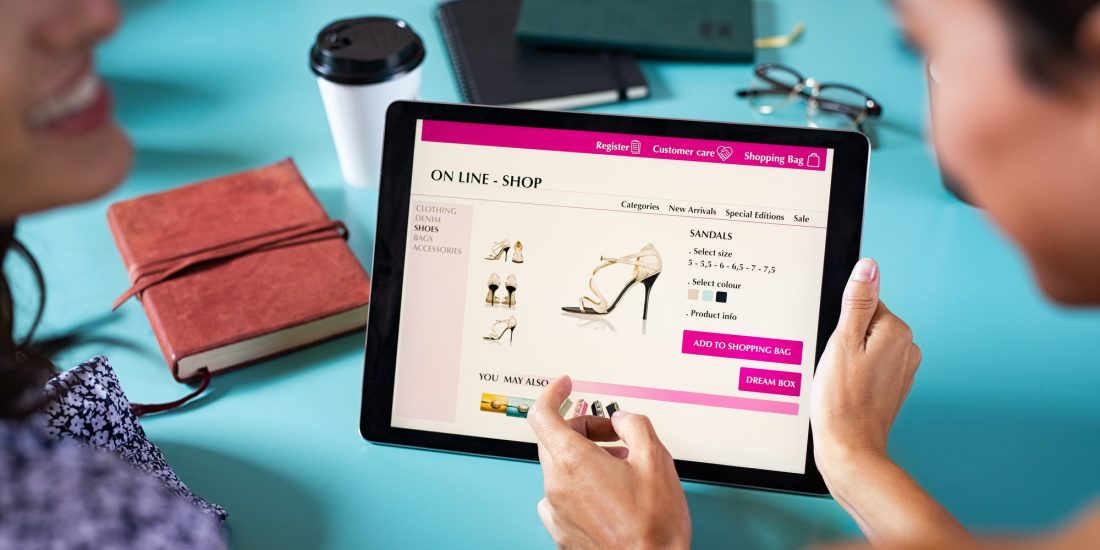 Register Customer care Shopping Bag
ON LINE - SHOP
Categories New Arrivals Special Editions Sale
CLOTHING
DENIM
SHOES
BAGS
ACCESSORIES
SANDALS
. Select size
5 - 5,5 - 6 - 6,5 - 7 - 7,5
. Select colour
. Product info
ADD TO SHOPPING BAG
DREAM BOX
YOU MAY ALSO